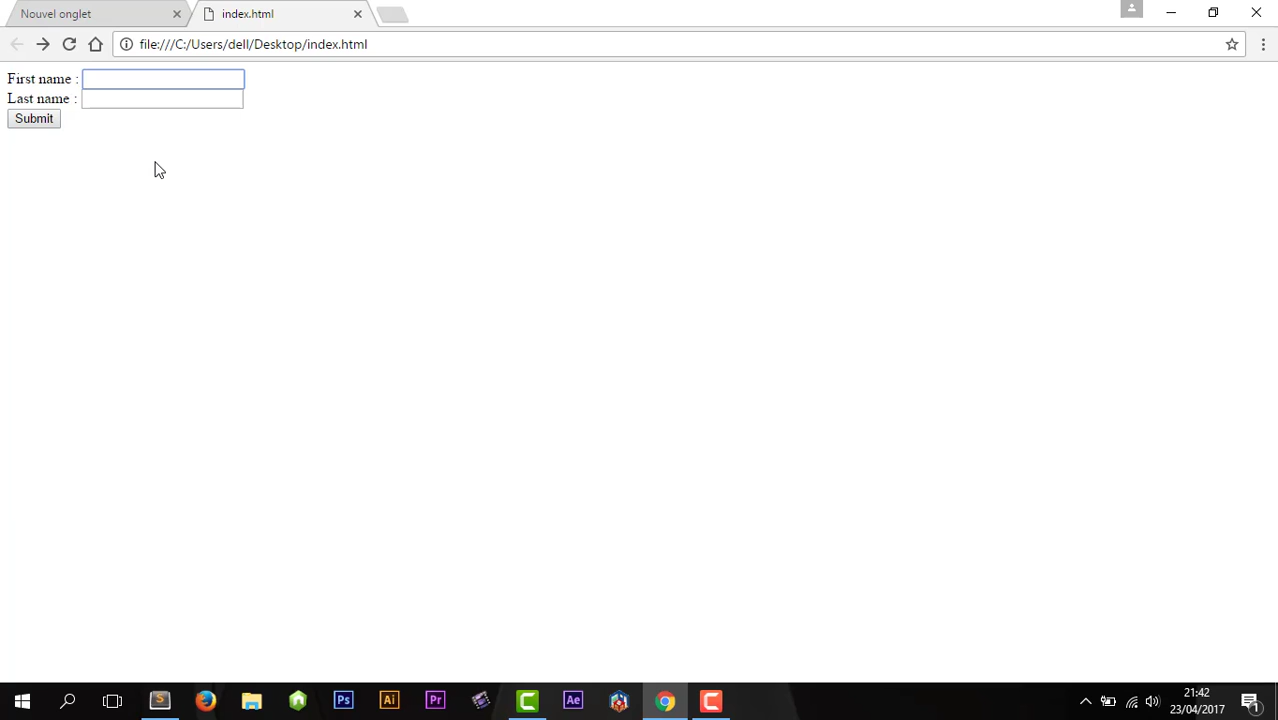 Nouvel onglet
index.html
file:///C:/Users/dell/Desktop/index.html
First name :
Last name :
Submit
S
Ps
Ai
Pr
C
Ae
C
21:42
23/04/2017
1